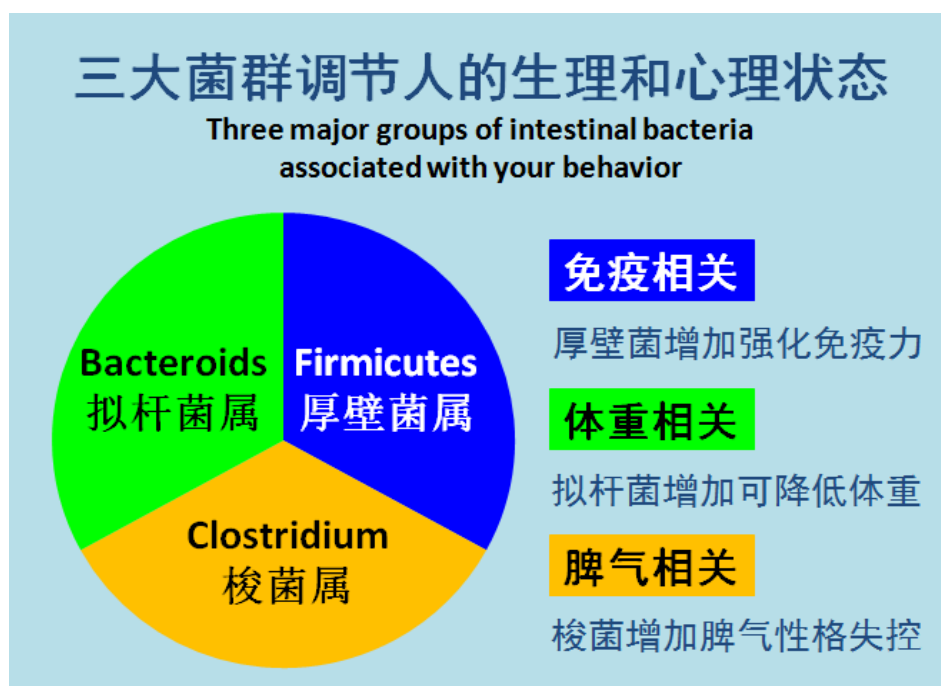 三大菌群调节人的生理和心理状态
Three major groups of intestinal bacteria
associated with your behavior
Bacteroids
拟杆菌属
Firmicutes
厚壁菌属
Clostridium
梭菌属
免疫相关
厚壁菌增加强化免疫力
体重相关
拟杆菌增加可降低体重
脾气相关
梭菌增加脾气性格失控